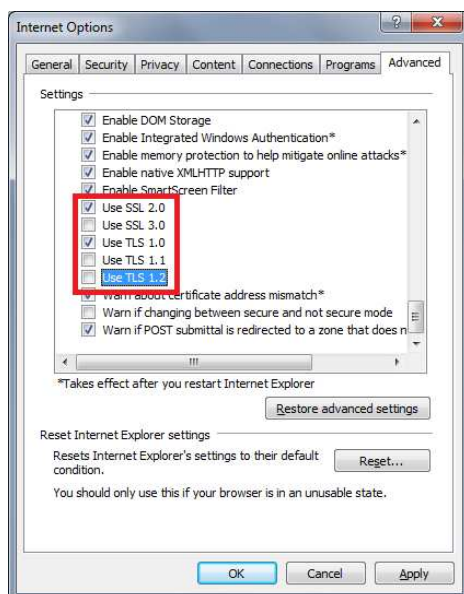 Internet Options
General Security Privacy Content Connections Programs Advanced
Settings
Enable DOM Storage
Enable Integrated Windows Authentication*
Enable memory protection to help mitigate online attacks*
Enable native XMLHTTP support
Enable SmartScreen Filter
Use SSL 2.0
Use SSL 3.0
Use TLS 1.0
Use TLS 1.1
Use TLS 1.2
Warn about certificate address mismatch*
Warn if changing between secure and not secure mode
Warn if POST submittal is redirected to a zone that does n
*Takes effect after you restart Internet Explorer
Restore advanced settings
Reset Internet Explorer settings
Resets Internet Explorer's settings to their default
condition.
Reset...
You should only use this if your browser is in an unusable state.
OK Cancel Apply